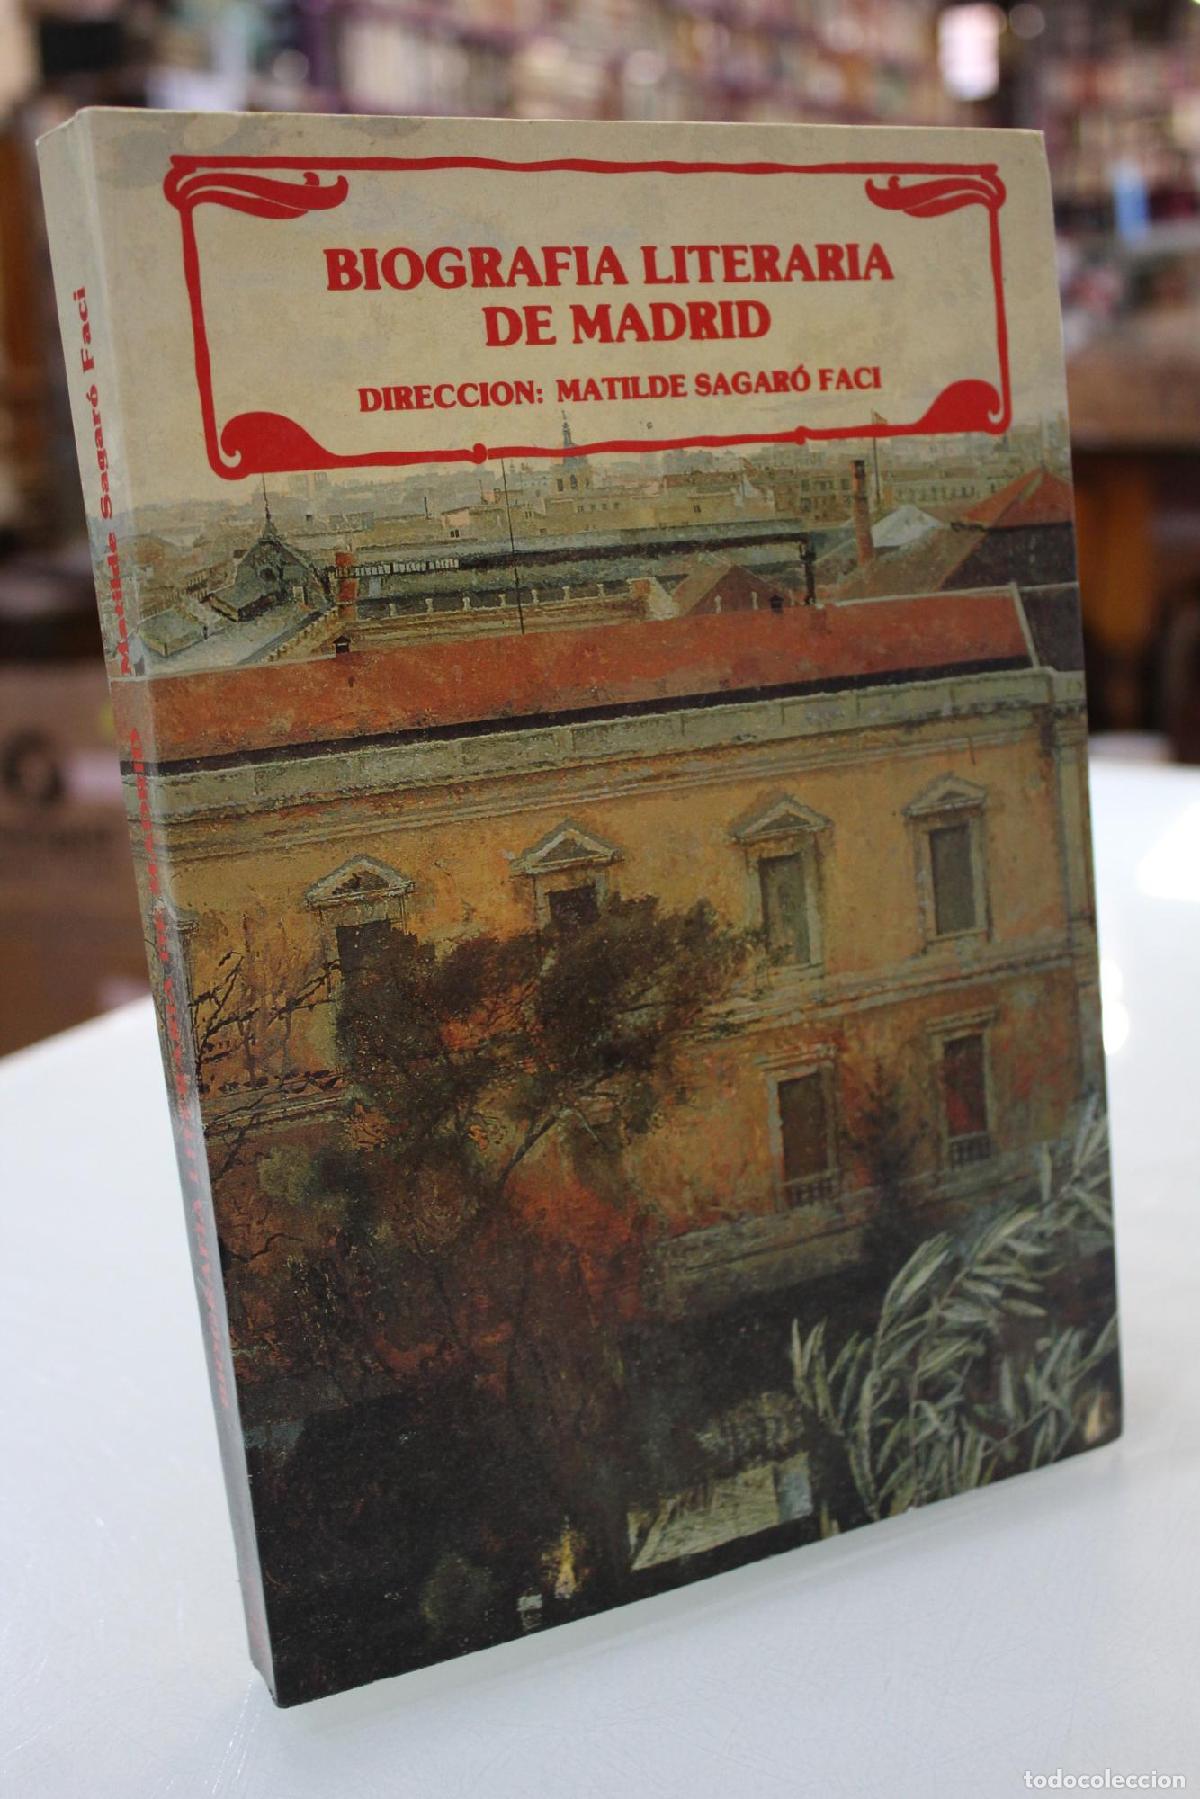 BIOGRAFIA LITERARIA
DE MADRID
DIRECCION: MATILDE SAGARÓ FACI
Matilde Sagaró Faci
BIOGRAFIA LITERARIA DE MADRID
todocoleccion